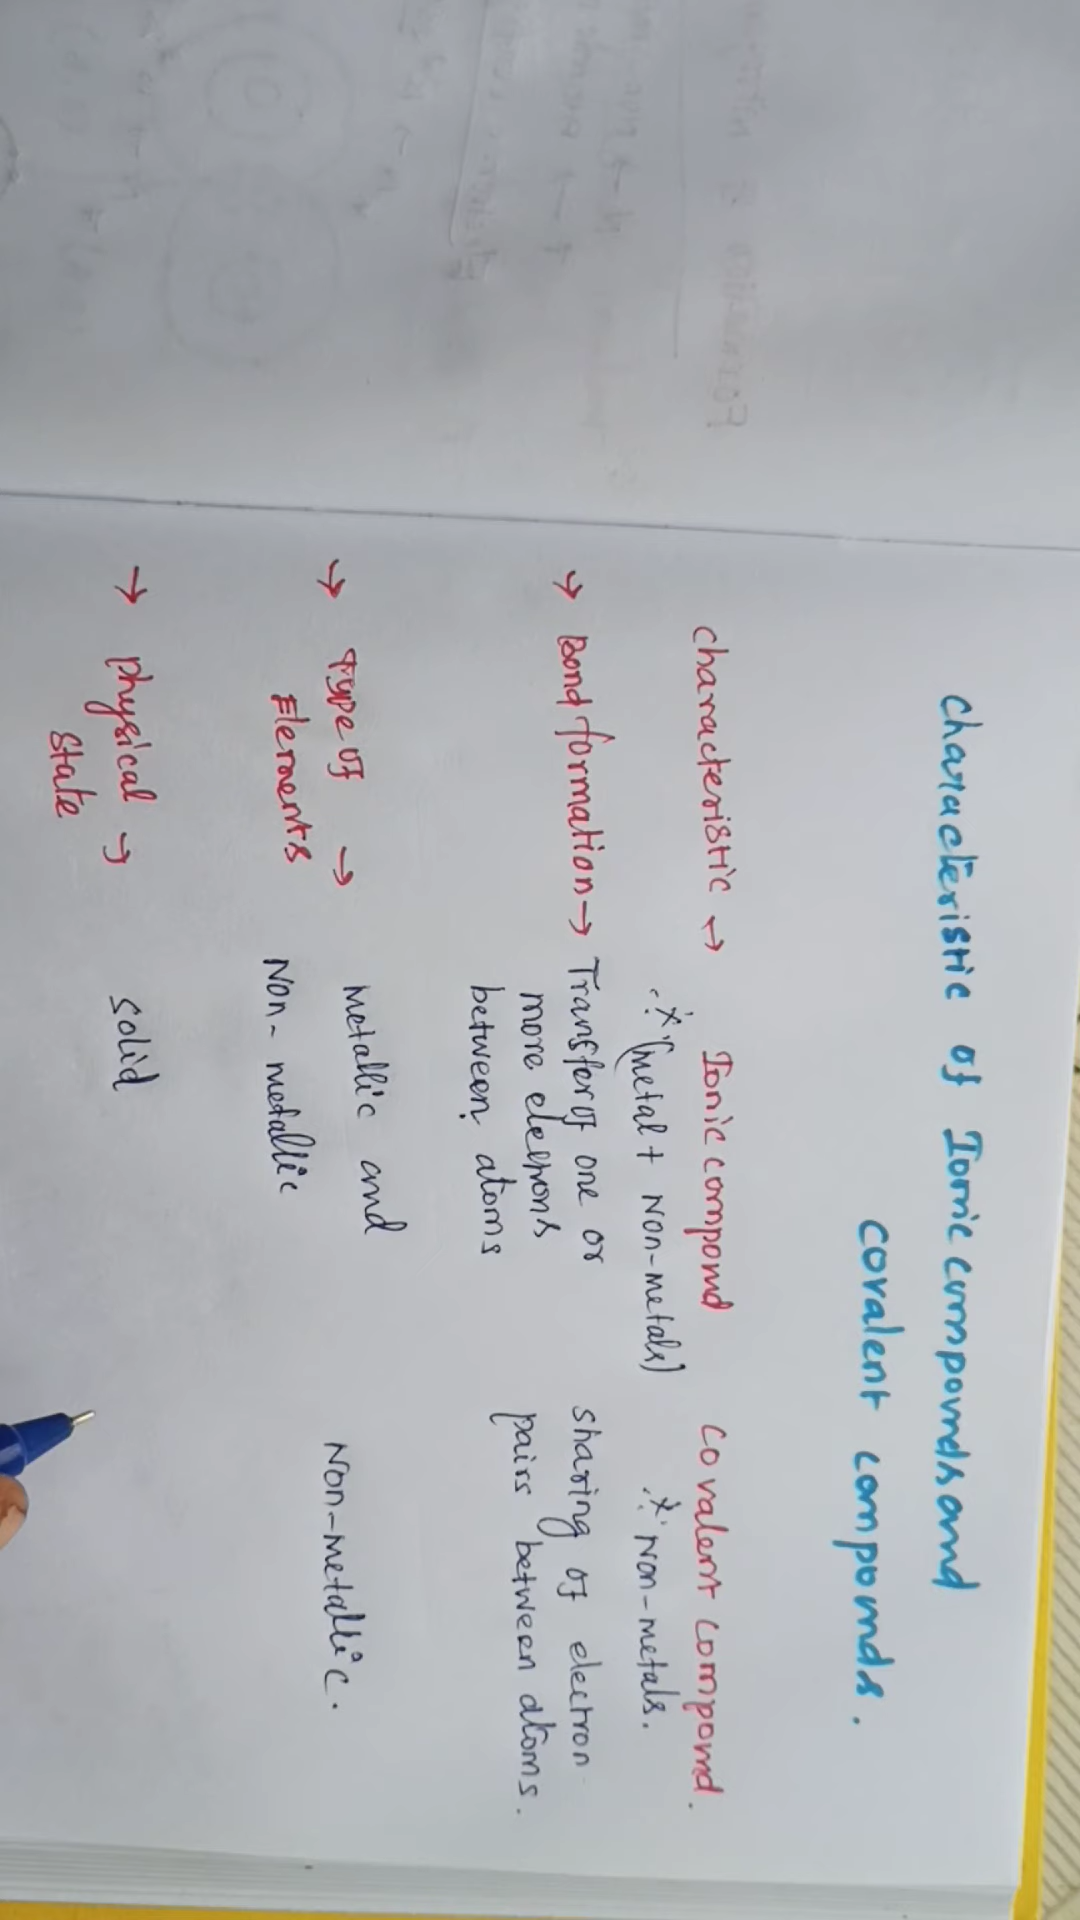 characteristic of Ionic compounds and
covalent compounds.
characteristic → Ionic compound covalent compound.
(metal + Non-metals) Non-metals.
→ Bond formation → Transfer of one or sharing of electron
more electrons pairs between atoms.
between atoms
→ Type of → metallic and Non-metallic.
Elements Non-metallic
→ physical → solid
state